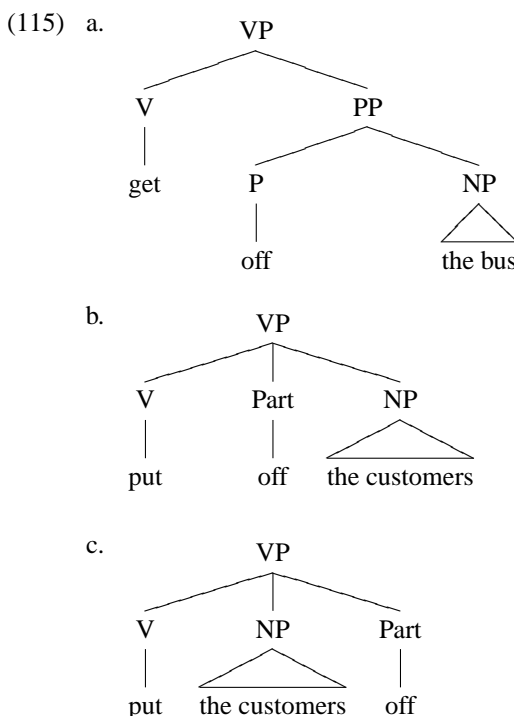 (115) a. VP
V PP
get P NP
off the bus
b. VP
V Part NP
put off the customers
c. VP
V NP Part
put the customers off